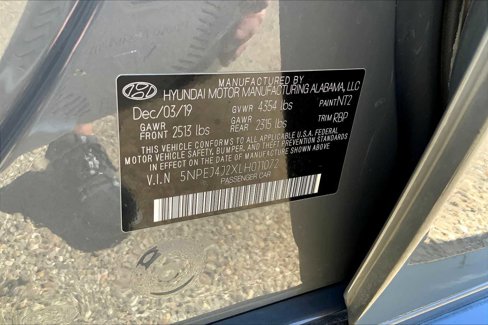 MANUFACTURED BY
HYUNDAI MOTOR MANUFACTURING ALABAMA, LLC
Dec/03/19 GVWR 4354 lbs PAINT NT2
GAWR FRONT 2513 lbs GAWR REAR 2315 lbs TRIM RBP
THIS VEHICLE CONFORMS TO ALL APPLICABLE U.S.A. FEDERAL
MOTOR VEHICLE SAFETY, BUMPER, AND THEFT PREVENTION STANDARDS
IN EFFECT ON THE DATE OF MANUFACTURE SHOWN ABOVE.
V.I.N 5NPEJ4J2XLH011072
PASSENGER CAR